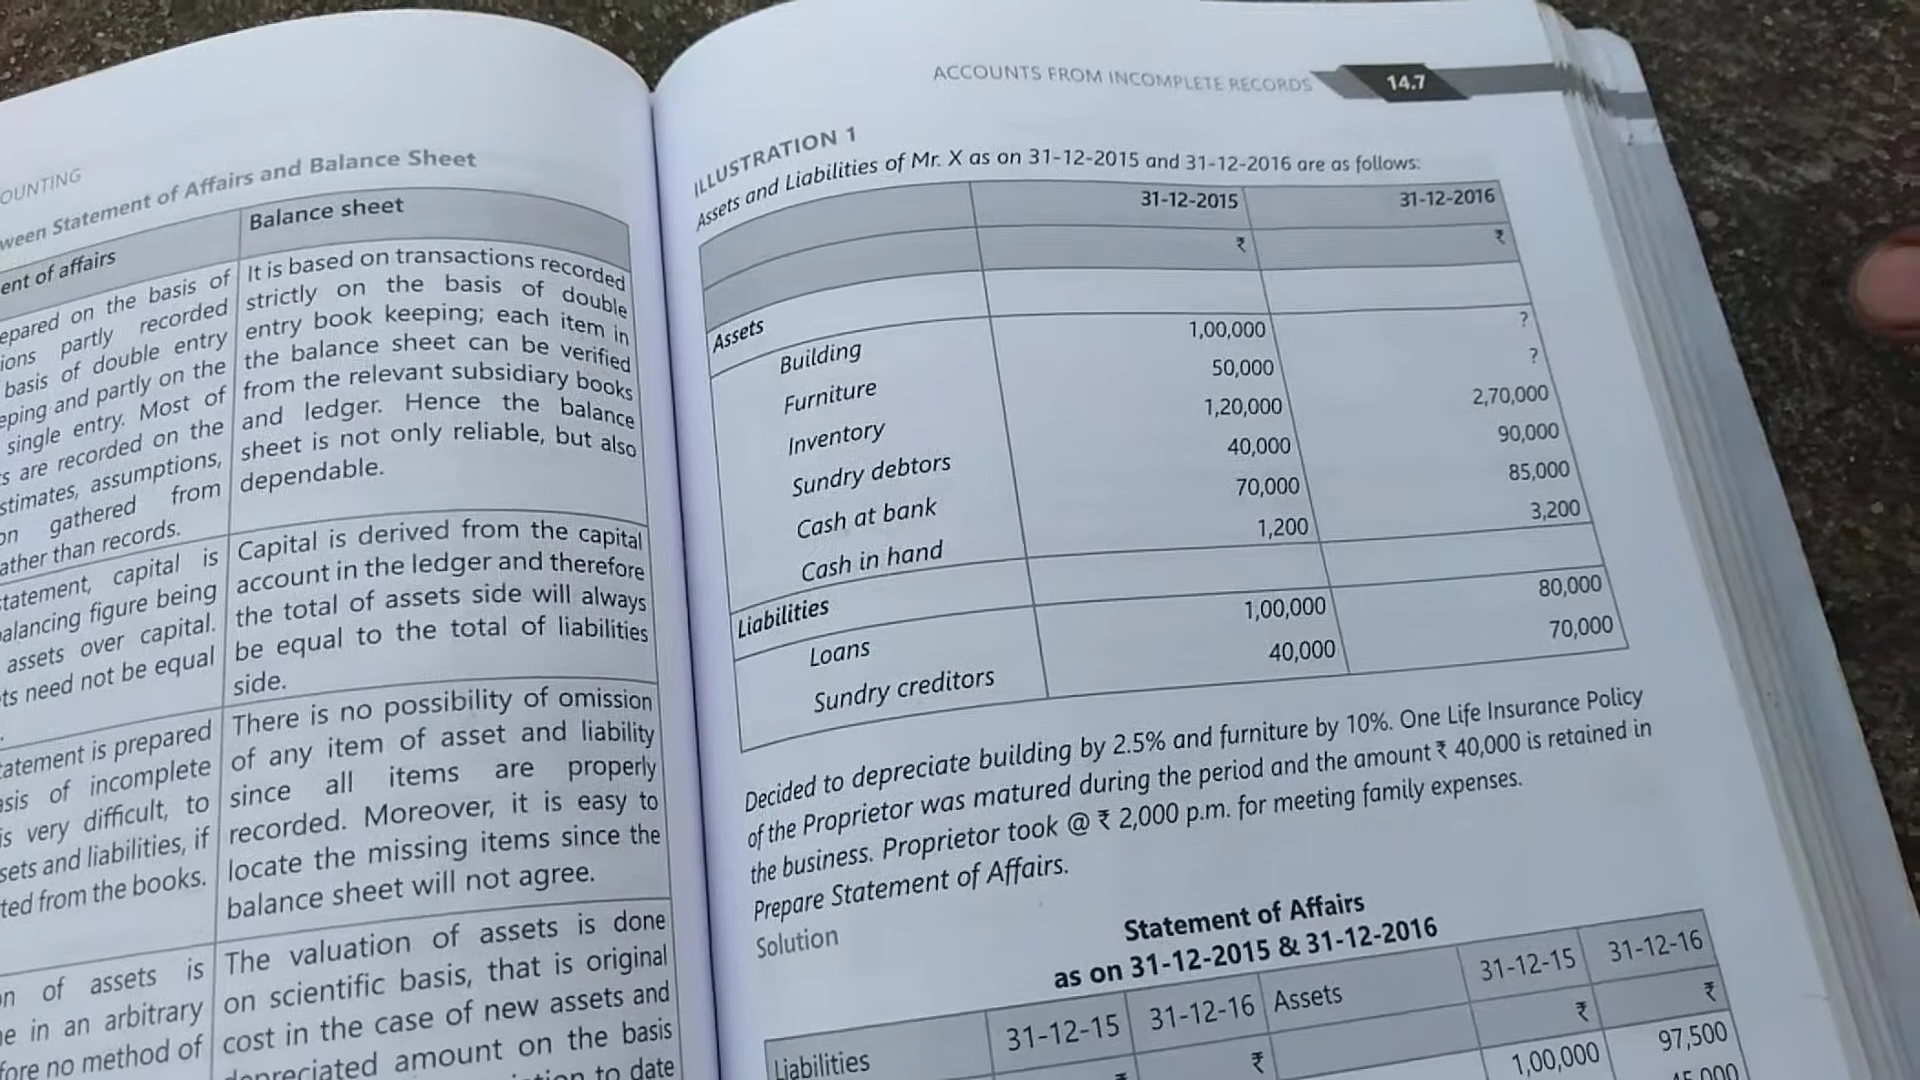 OUNTING
ween Statement of Affairs and Balance Sheet
ent of affairs
epared on the basis of
ions partly recorded
basis of double entry
eping and partly on the
single entry. Most of
s are recorded on the
stimates, assumptions,
on gathered from
ather than records.
statement, capital is
alancing figure being
assets over capital.
ts need not be equal
atement is prepared
asis of incomplete
is very difficult, to
sets and liabilities, if
ted from the books.
n of assets is
e in an arbitrary
fore no method of
Balance sheet
It is based on transactions recorded
strictly on the basis of double
entry book keeping; each item in
the balance sheet can be verified
from the relevant subsidiary books
and ledger. Hence the balance
sheet is not only reliable, but also
dependable.
Capital is derived from the capital
account in the ledger and therefore
the total of assets side will always
be equal to the total of liabilities
side.
There is no possibility of omission
of any item of asset and liability
since all items are properly
recorded. Moreover, it is easy to
locate the missing items since the
balance sheet will not agree.
The valuation of assets is done
on scientific basis, that is original
cost in the case of new assets and
depreciated amount on the basis
to date
ACCOUNTS FROM INCOMPLETE RECORDS 14.7
ILLUSTRATION 1
Assets and Liabilities of Mr. X as on 31-12-2015 and 31-12-2016 are as follows:
31-12-2015 31-12-2016
₹ ₹
Assets
Building 1,00,000 ?
Furniture 50,000 ?
Inventory 1,20,000 2,70,000
Sundry debtors 40,000 90,000
Cash at bank 70,000 85,000
Cash in hand 1,200 3,200
Liabilities
Loans 1,00,000 80,000
Sundry creditors 40,000 70,000
Decided to depreciate building by 2.5% and furniture by 10%. One Life Insurance Policy
of the Proprietor was matured during the period and the amount ₹ 40,000 is retained in
the business. Proprietor took @ ₹ 2,000 p.m. for meeting family expenses.
Prepare Statement of Affairs.
Solution
Statement of Affairs
as on 31-12-2015 & 31-12-2016
Liabilities 31-12-15 31-12-16 Assets 31-12-15 31-12-16
₹ ₹ ₹
1,00,000 97,500